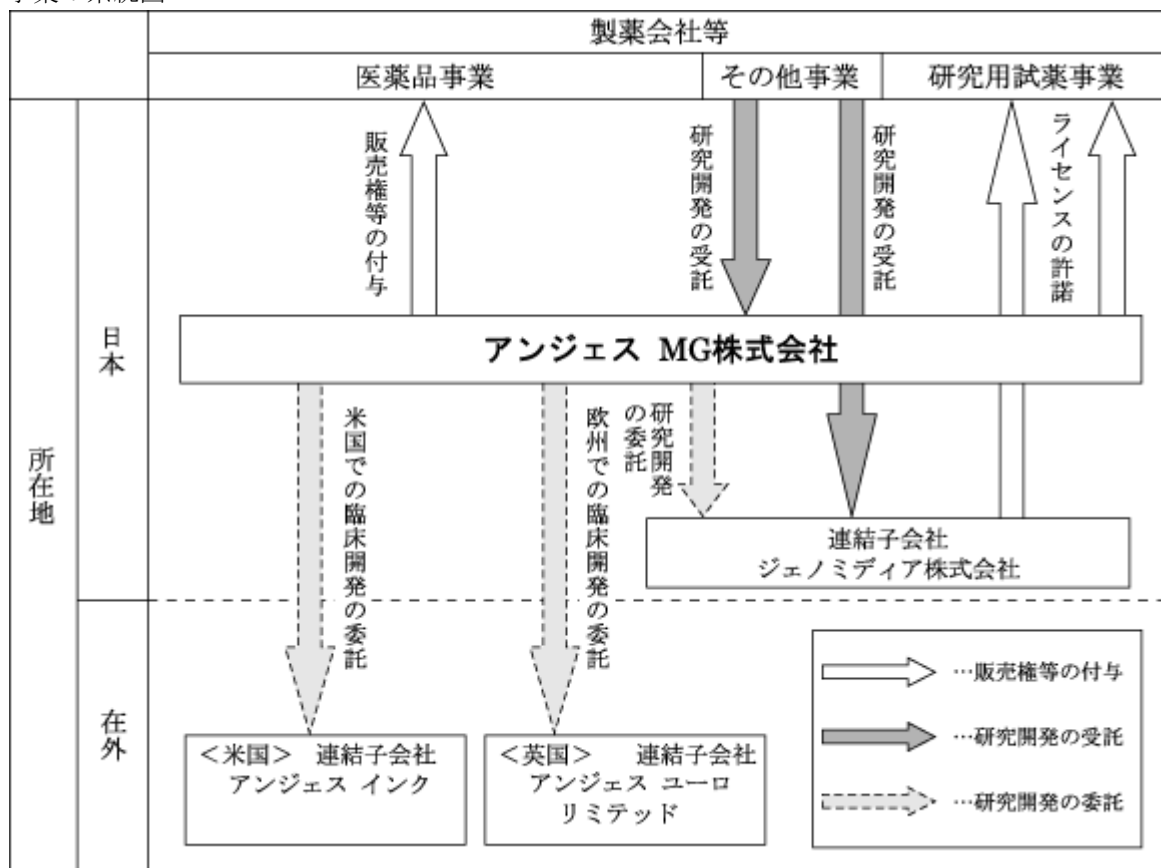 製薬会社等
医薬品事業
その他事業
研究用試薬事業
販売権等の付与
研究開発の受託
研究開発の受託
ライセンスの許諾
所在地
日本
アンジェス MG株式会社
米国での臨床開発の委託
欧州での臨床開発の委託
研究開発
の委託
連結子会社
ジェノミディア株式会社
在外
＜米国＞ 連結子会社
アンジェス インク
＜英国＞ 連結子会社
アンジェス ユーロ
リミテッド
…販売権等の付与
…研究開発の受託
…研究開発の委託